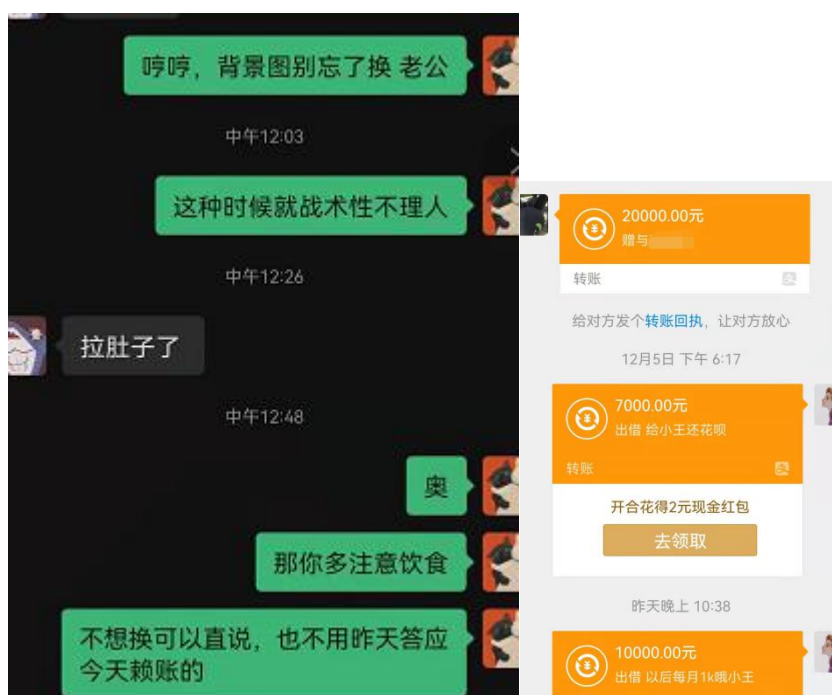 哼哼，背景图别忘了换 老公
中午12:03
这种时候就战术性不理人
中午12:26
拉肚子了
中午12:48
奥
那你多注意饮食
不想换可以直说，也不用昨天答应
今天赖账的
20000.00元
赠与
转账
给对方发个转账回执，让对方放心
12月5日 下午 6:17
7000.00元
出借 给小王还花呗
转账
开合花得2元现金红包
去领取
昨天晚上 10:38
10000.00元
出借 以后每月1k哦小王